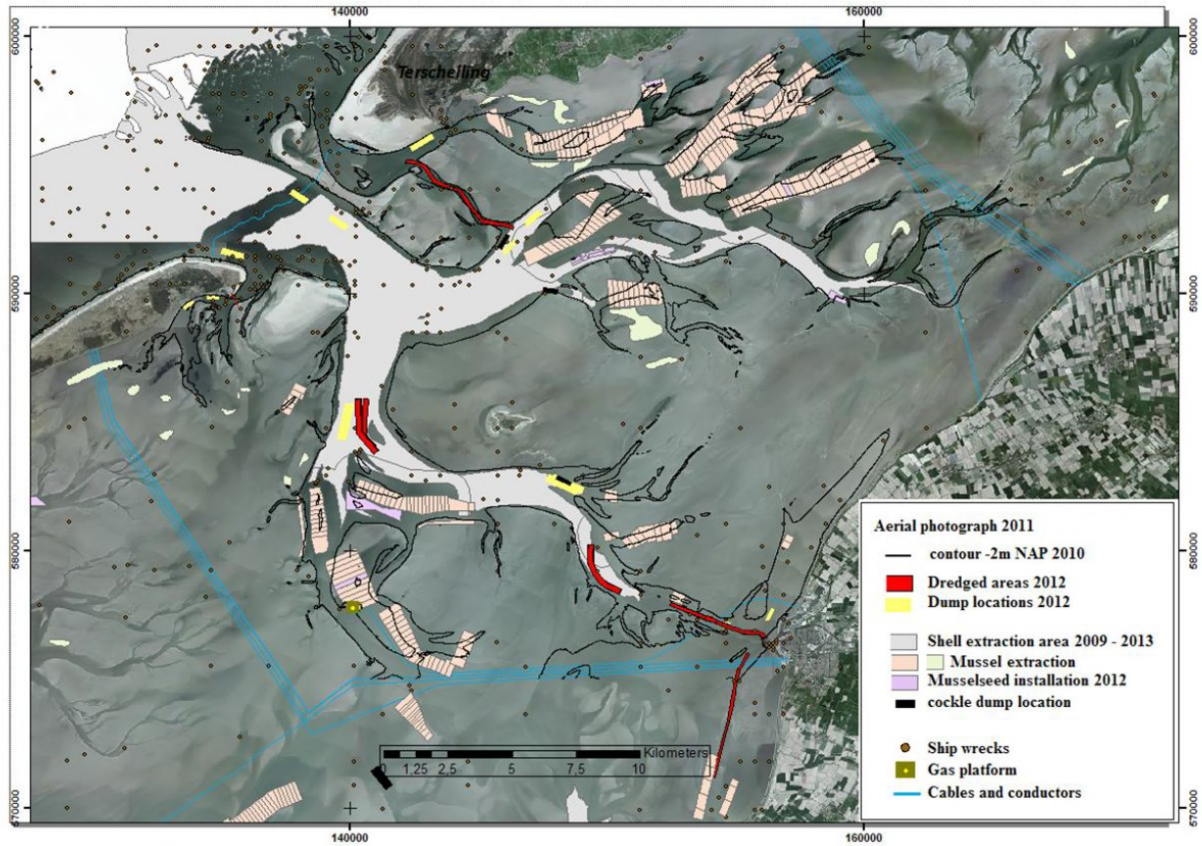 140000 160000
600000 600000
Terschelling
590000 590000
580000 580000
Aerial photograph 2011
contour -2m NAP 2010
Dredged areas 2012
Dump locations 2012
Shell extraction area 2009 - 2013
Mussel extraction
Musselseed installation 2012
cockle dump location
Ship wrecks
Gas platform
Cables and conductors
Kilometers
0 1,25 2,5 5 7,5 10
570000 570000
140000 160000